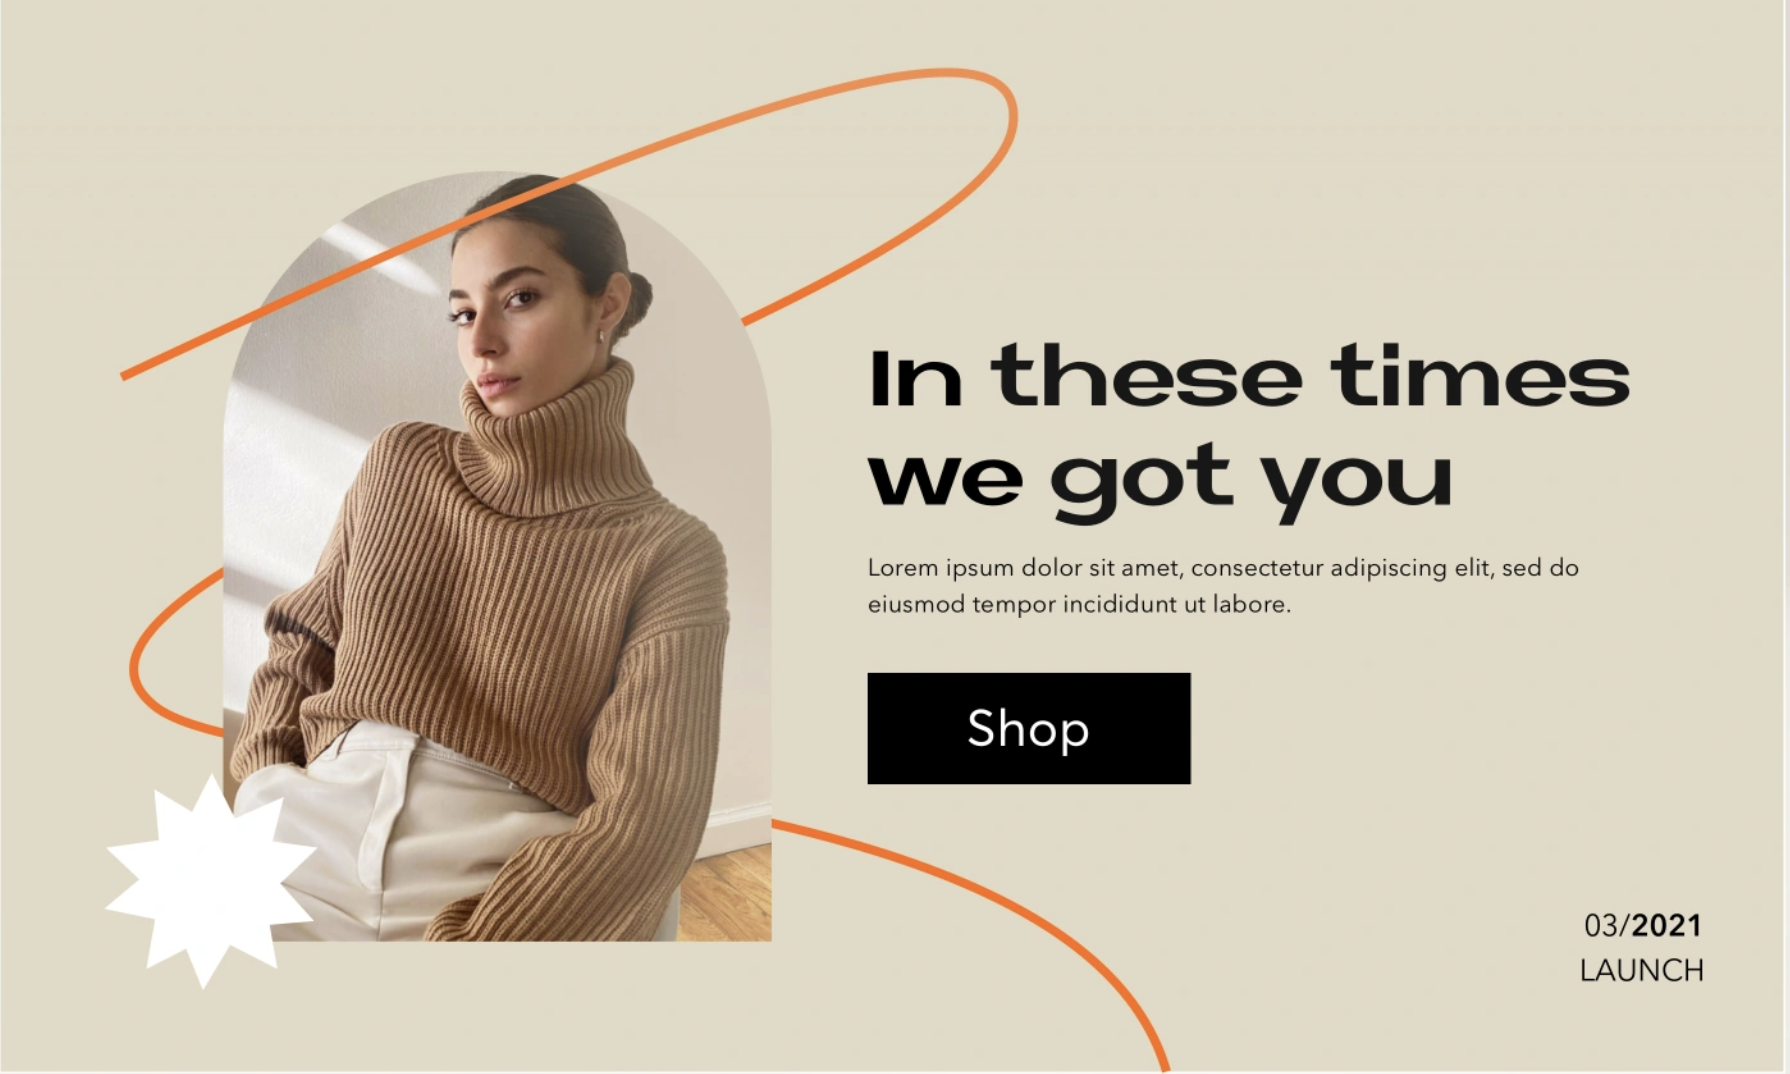 In these times
we got you
Lorem ipsum dolor sit amet, consectetur adipiscing elit, sed do
eiusmod tempor incididunt ut labore.
Shop
03/2021
LAUNCH